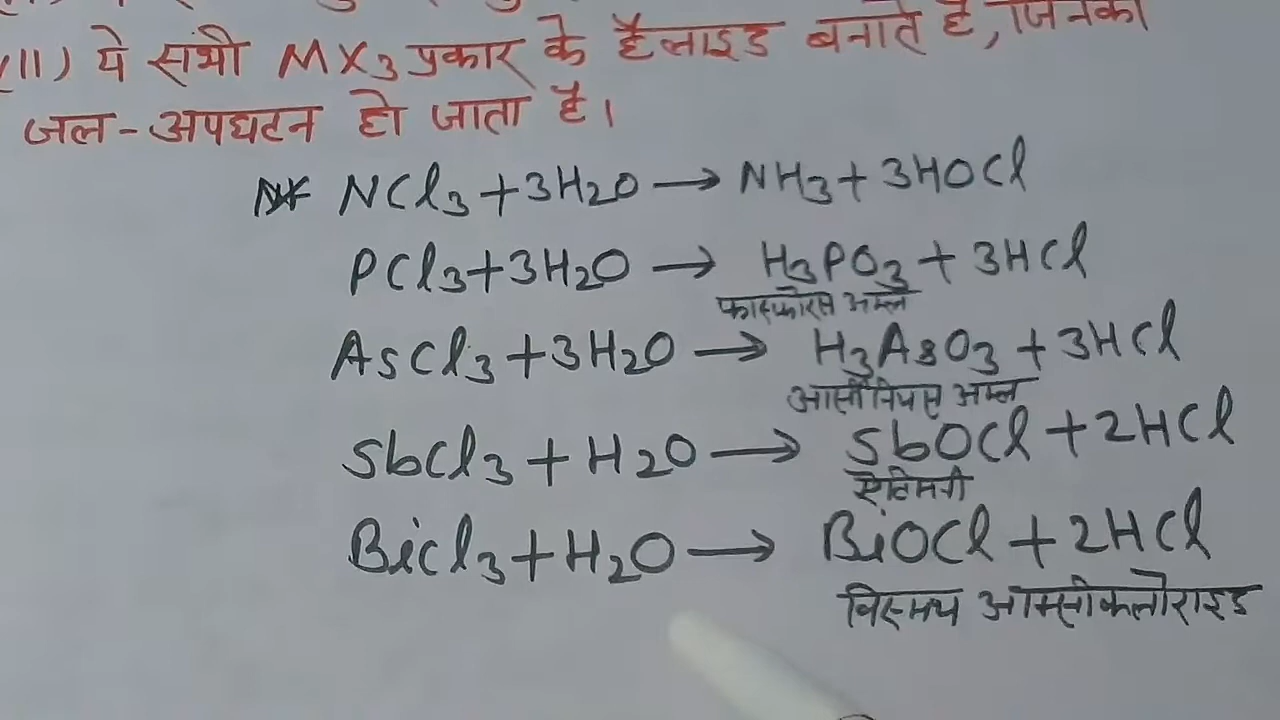 (II) ये सभी MX3 प्रकार के हैलाइड बनाते है, जिनका
जल-अपघटन हो जाता है।
NCl3+3H2O → NH3+3HOCl
PCl3+3H2O → H3PO3+3HCl
फास्फोरस अम्ल
AsCl3+3H2O → H3AsO3+3HCl
आर्सीनियस अम्ल
SbCl3+H2O → SbOCl+2HCl
ऐंटिमनी
BiCl3+H2O → BiOCl+2HCl
विस्मथ आक्सीक्लोराइड